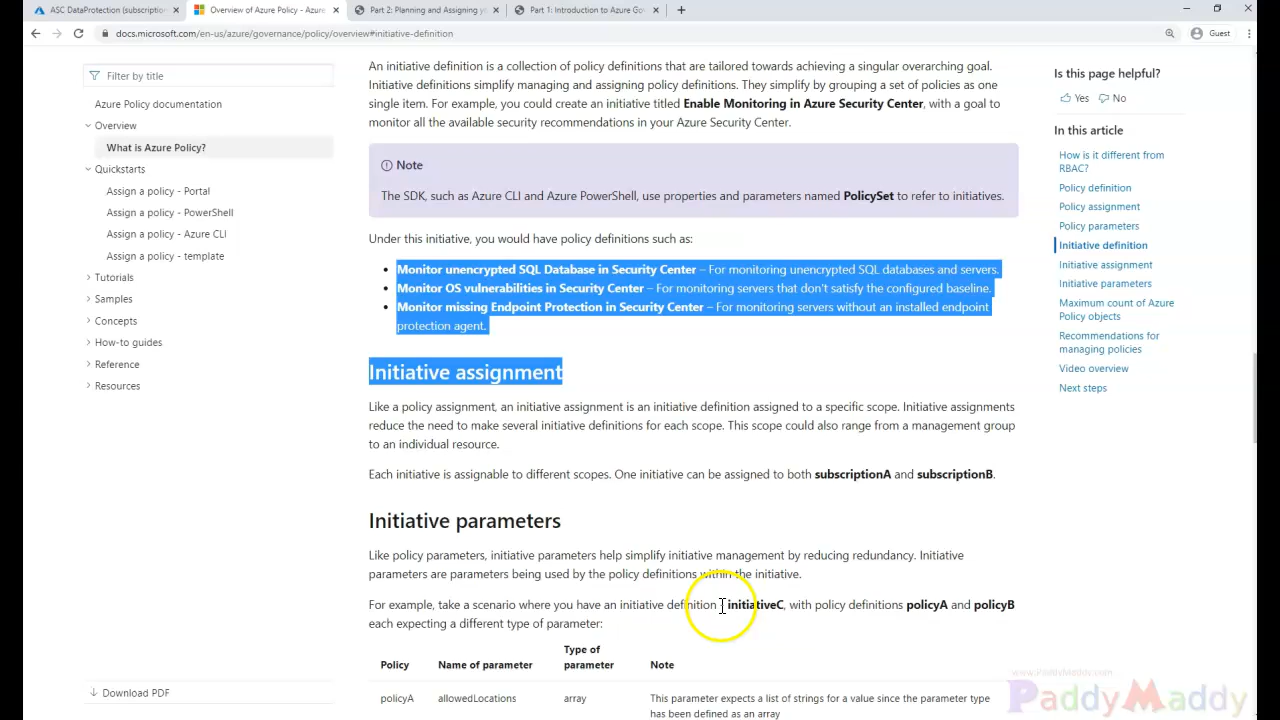 ASC DataProtection (subscription
Overview of Azure Policy - Azure
Part 2: Planning and Assigning yo
Part 1: Introduction to Azure Gov
docs.microsoft.com/en-us/azure/governance/policy/overview#initiative-definition
Guest
Filter by title
Azure Policy documentation
Overview
What is Azure Policy?
Quickstarts
Assign a policy - Portal
Assign a policy - PowerShell
Assign a policy - Azure CLI
Assign a policy - template
Tutorials
Samples
Concepts
How-to guides
Reference
Resources
Download PDF
An initiative definition is a collection of policy definitions that are tailored towards achieving a singular overarching goal.
Initiative definitions simplify managing and assigning policy definitions. They simplify by grouping a set of policies as one
single item. For example, you could create an initiative titled Enable Monitoring in Azure Security Center, with a goal to
monitor all the available security recommendations in your Azure Security Center.
Note
The SDK, such as Azure CLI and Azure PowerShell, use properties and parameters named PolicySet to refer to initiatives.
Under this initiative, you would have policy definitions such as:
• Monitor unencrypted SQL Database in Security Center – For monitoring unencrypted SQL databases and servers.
• Monitor OS vulnerabilities in Security Center – For monitoring servers that don't satisfy the configured baseline.
• Monitor missing Endpoint Protection in Security Center – For monitoring servers without an installed endpoint
protection agent.
Initiative assignment
Like a policy assignment, an initiative assignment is an initiative definition assigned to a specific scope. Initiative assignments
reduce the need to make several initiative definitions for each scope. This scope could also range from a management group
to an individual resource.
Each initiative is assignable to different scopes. One initiative can be assigned to both subscriptionA and subscriptionB.
Initiative parameters
Like policy parameters, initiative parameters help simplify initiative management by reducing redundancy. Initiative
parameters are parameters being used by the policy definitions within the initiative.
For example, take a scenario where you have an initiative definition - initiativeC, with policy definitions policyA and policyB
each expecting a different type of parameter:
Policy Name of parameter Type of parameter Note
policyA allowedLocations array This parameter expects a list of strings for a value since the parameter type
has been defined as an array
Is this page helpful?
Yes No
In this article
How is it different from
RBAC?
Policy definition
Policy assignment
Policy parameters
Initiative definition
Initiative assignment
Initiative parameters
Maximum count of Azure
Policy objects
Recommendations for
managing policies
Video overview
Next steps
www.PaddyMaddy.com
PaddyMaddy